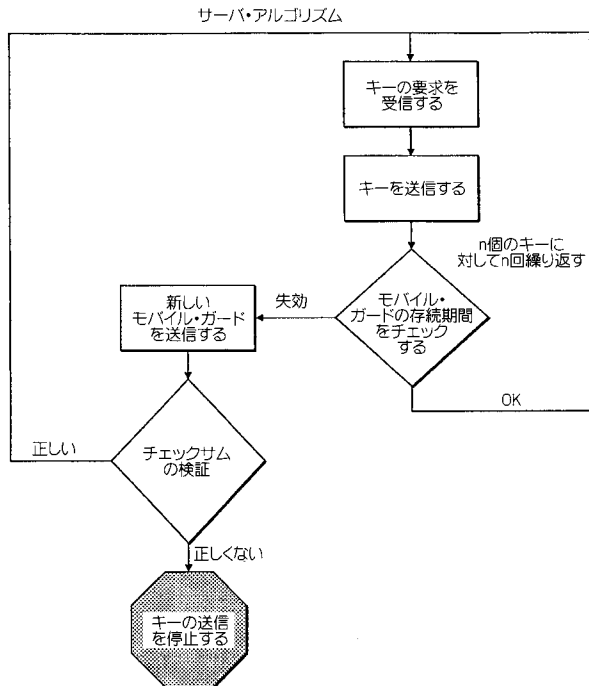 サーバ・アルゴリズム
キーの要求を
受信する
キーを送信する
n個のキーに
対してn回繰り返す
モバイル・
ガードの存続期間
をチェック
する
失効
OK
新しい
モバイル・ガード
を送信する
チェックサム
の検証
正しい
正しくない
キーの送信
を停止する